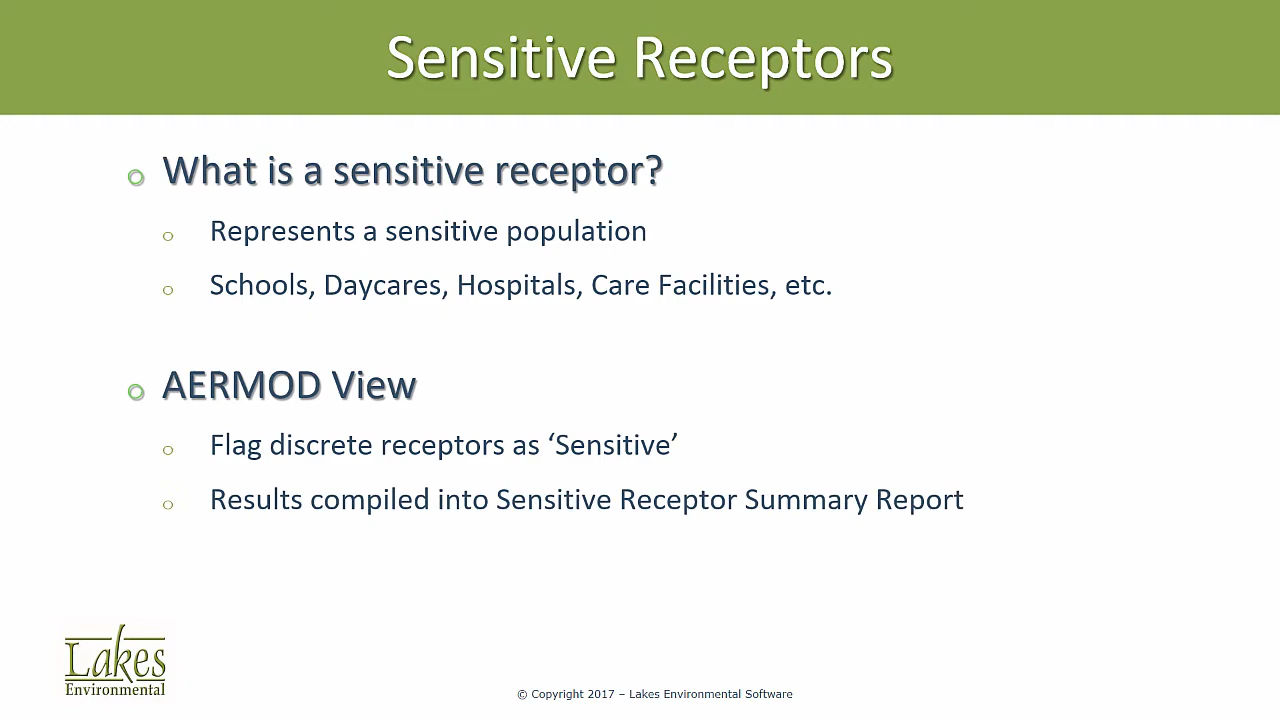 Sensitive Receptors
What is a sensitive receptor?
Represents a sensitive population
Schools, Daycares, Hospitals, Care Facilities, etc.
AERMOD View
Flag discrete receptors as ‘Sensitive’
Results compiled into Sensitive Receptor Summary Report
Lakes
Environmental
© Copyright 2017 – Lakes Environmental Software